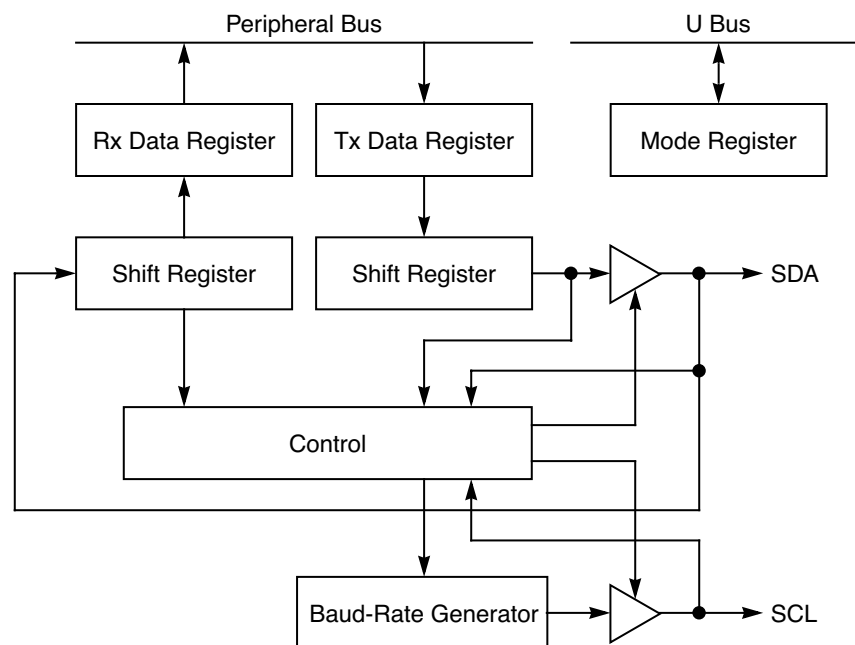 Peripheral Bus
U Bus
Rx Data Register
Tx Data Register
Mode Register
Shift Register
Shift Register
SDA
Control
Baud-Rate Generator
SCL